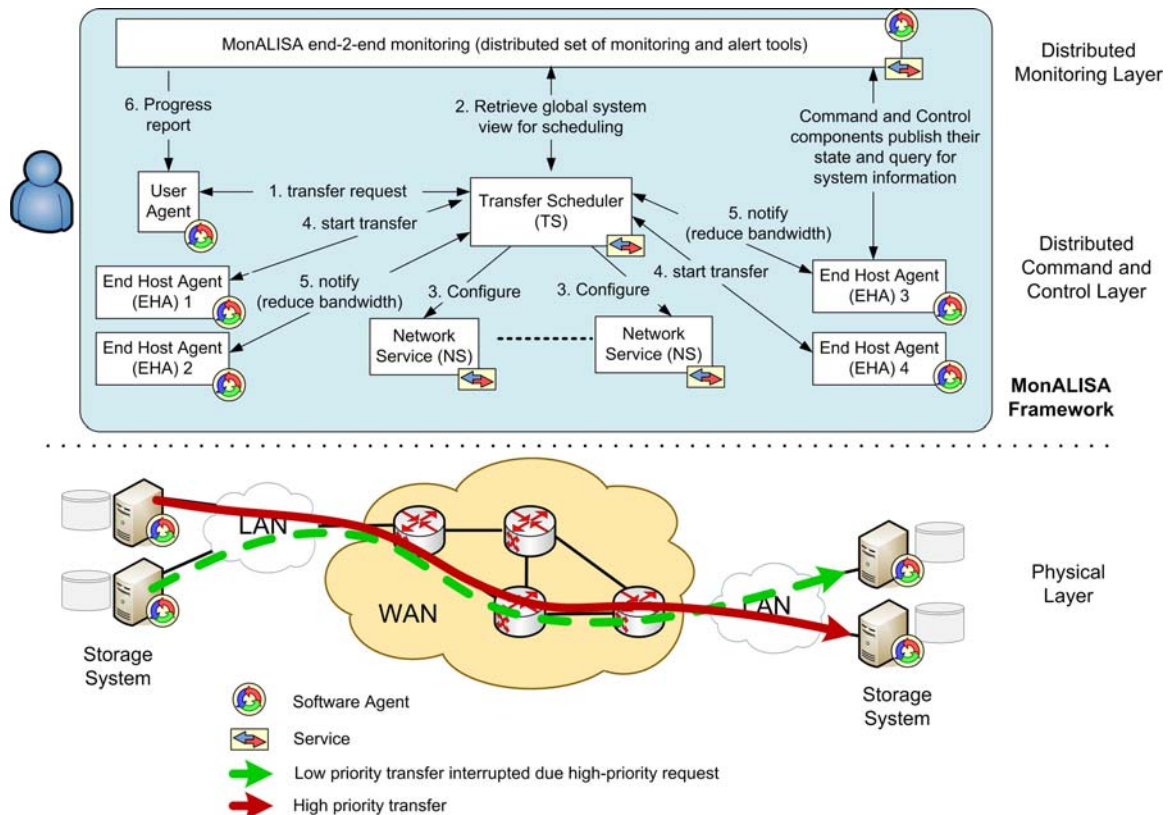 MonALISA end-2-end monitoring (distributed set of monitoring and alert tools)
Distributed
Monitoring Layer
6. Progress
report
2. Retrieve global system
view for scheduling
Command and Control
components publish their
state and query for
system information
User
Agent
1. transfer request
Transfer Scheduler
(TS)
4. start transfer
5. notify
(reduce bandwidth)
Distributed
Command and
Control Layer
End Host Agent
(EHA) 1
5. notify
(reduce bandwidth)
3. Configure
3. Configure
4. start transfer
End Host Agent
(EHA) 3
End Host Agent
(EHA) 2
Network
Service (NS)
Network
Service (NS)
End Host Agent
(EHA) 4
MonALISA
Framework
LAN
WAN
LAN
Physical
Layer
Storage
System
Storage
System
Software Agent
Service
Low priority transfer interrupted due high-priority request
High priority transfer